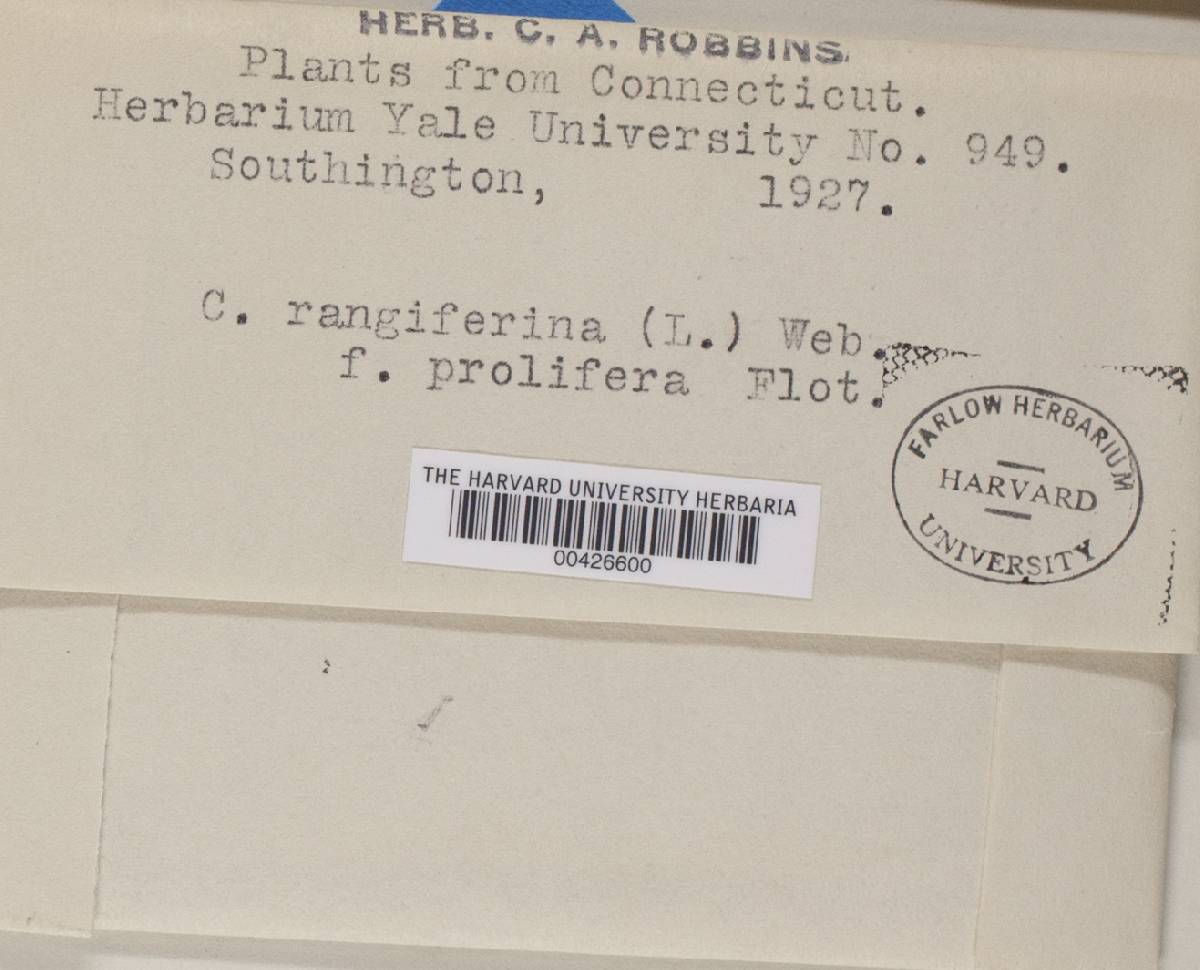 HERB. C. A. ROBBINS.
Plants from Connecticut.
Herbarium Yale University No. 949.
Southington, 1927.
C. rangiferina (L.) Web.
f. prolifera Flot.
FARLOW HERBARIUM
HARVARD
UNIVERSITY
THE HARVARD UNIVERSITY HERBARIA
00426600